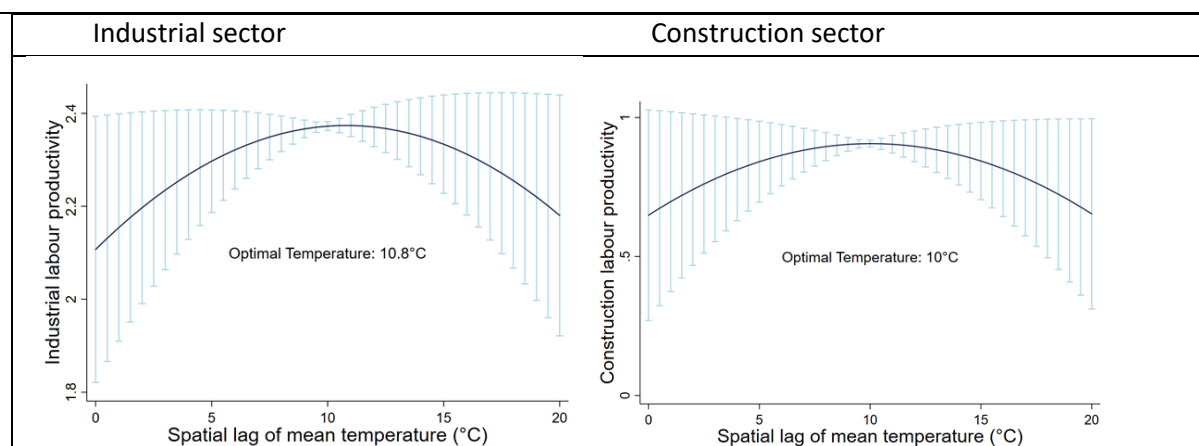 Industrial sector
Construction sector
Industrial labour productivity
2.4
2.2
2
1.8
Optimal Temperature: 10.8°C
0 5 10 15 20
Spatial lag of mean temperature (°C)
Construction labour productivity
1
.5
0
Optimal Temperature: 10°C
0 5 10 15 20
Spatial lag of mean temperature (°C)